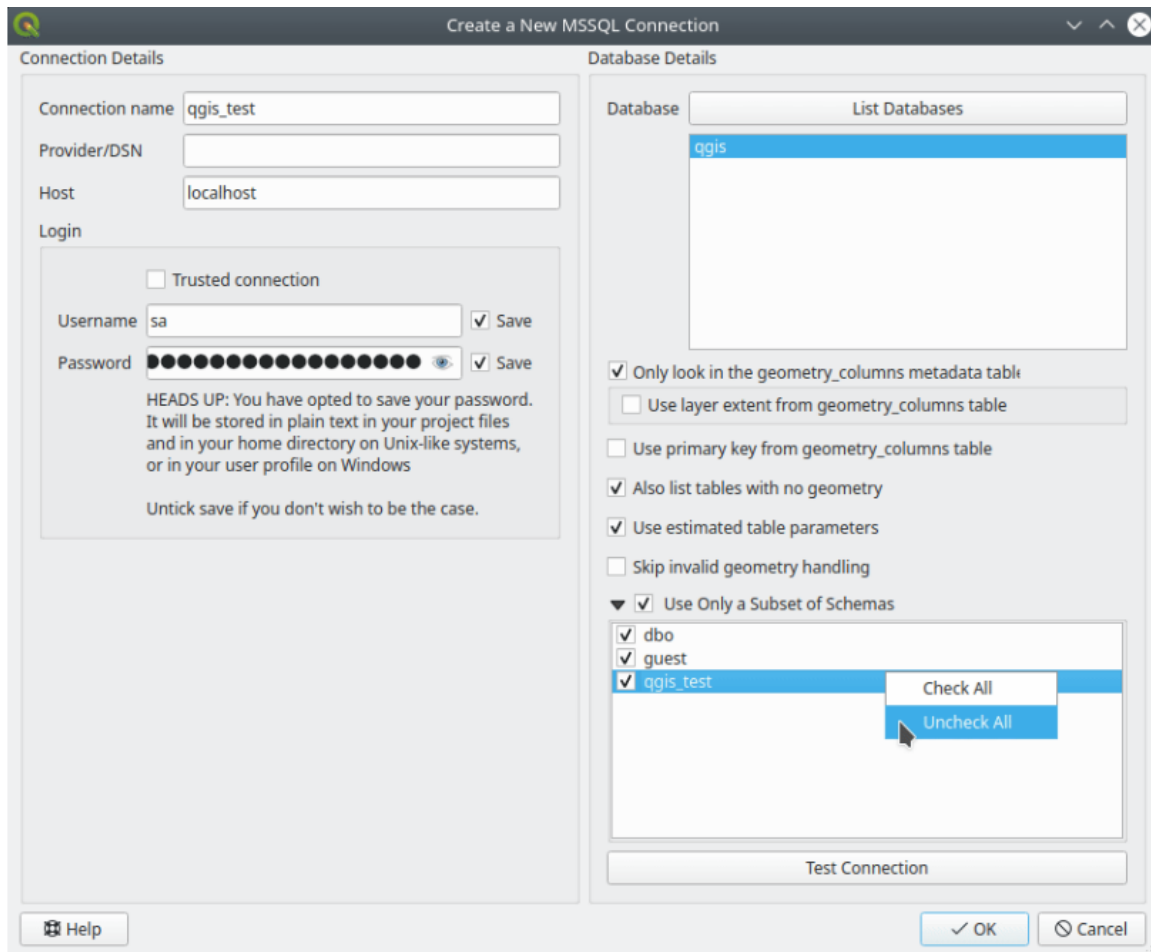 Create a New MSSQL Connection
Connection Details
Connection name qgis_test
Provider/DSN
Host localhost
Login
Trusted connection
Username sa Save
Password Save
HEADS UP: You have opted to save your password.
It will be stored in plain text in your project files
and in your home directory on Unix-like systems,
or in your user profile on Windows
Untick save if you don't wish to be the case.
Database Details
Database List Databases
qgis
Only look in the geometry_columns metadata table
Use layer extent from geometry_columns table
Use primary key from geometry_columns table
Also list tables with no geometry
Use estimated table parameters
Skip invalid geometry handling
Use Only a Subset of Schemas
dbo
guest
qgis_test
Check All
Uncheck All
Test Connection
Help
OK
Cancel